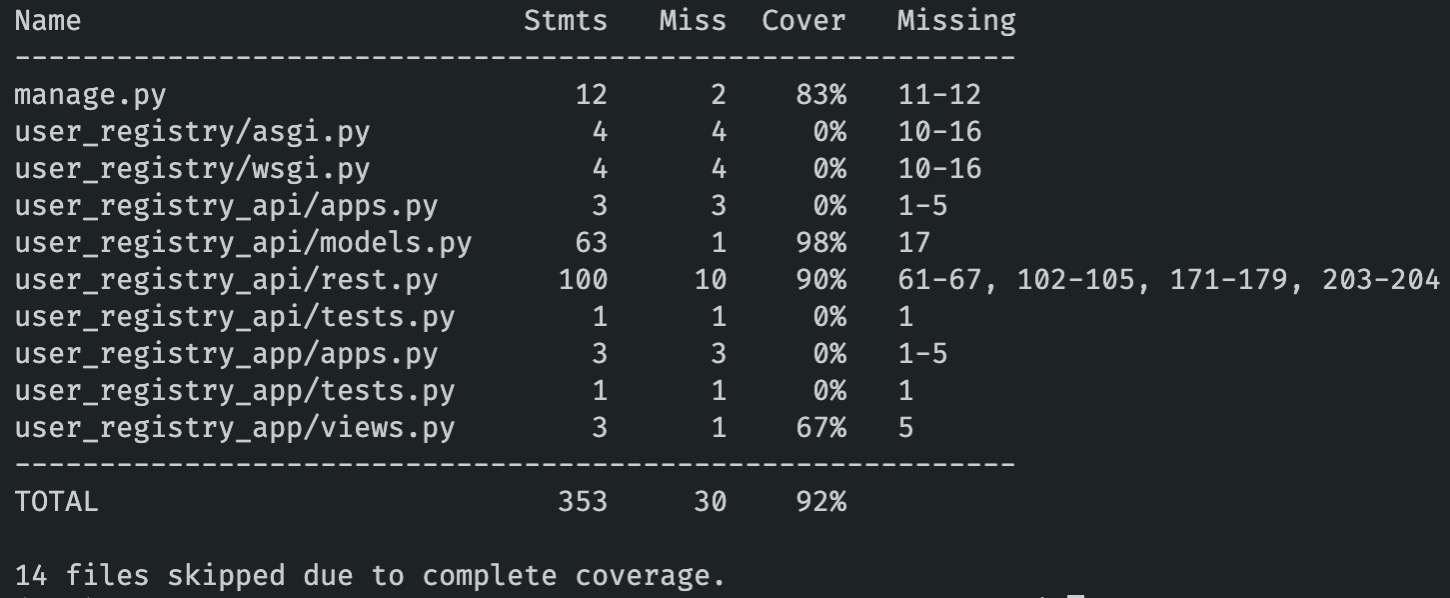 Name                          Stmts   Miss  Cover   Missing
-----------------------------------------------------------
manage.py                        12      2    83%   11-12
user_registry/asgi.py             4      4     0%   10-16
user_registry/wsgi.py             4      4     0%   10-16
user_registry_api/apps.py         3      3     0%   1-5
user_registry_api/models.py      63      1    98%   17
user_registry_api/rest.py       100     10    90%   61-67, 102-105, 171-179, 203-204
user_registry_api/tests.py        1      1     0%   1
user_registry_app/apps.py         3      3     0%   1-5
user_registry_app/tests.py        1      1     0%   1
user_registry_app/views.py        3      1    67%   5
-----------------------------------------------------------
TOTAL                           353     30    92%
14 files skipped due to complete coverage.